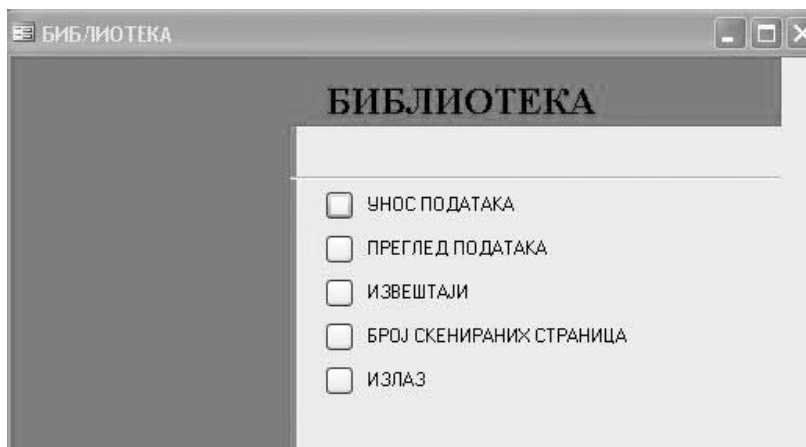 БИБЛИОТЕКА
БИБЛИОТЕКА
УНОС ПОДАТАКА
ПРЕГЛЕД ПОДАТАКА
ИЗВЕШТАЈИ
БРОЈ СКЕНИРАНИХ СТРАНИЦА
ИЗЛАЗ